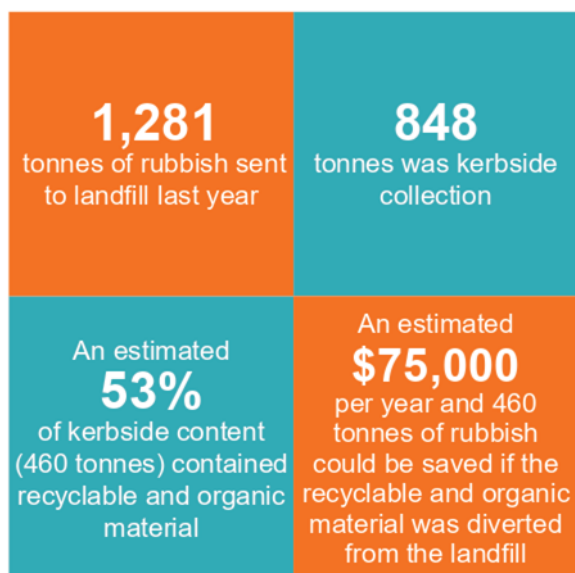 1,281
tonnes of rubbish sent
to landfill last year
848
tonnes was kerbside
collection
An estimated
53%
of kerbside content
(460 tonnes) contained
recyclable and organic
material
An estimated
$75,000
per year and 460
tonnes of rubbish
could be saved if the
recyclable and organic
material was diverted
from the landfill